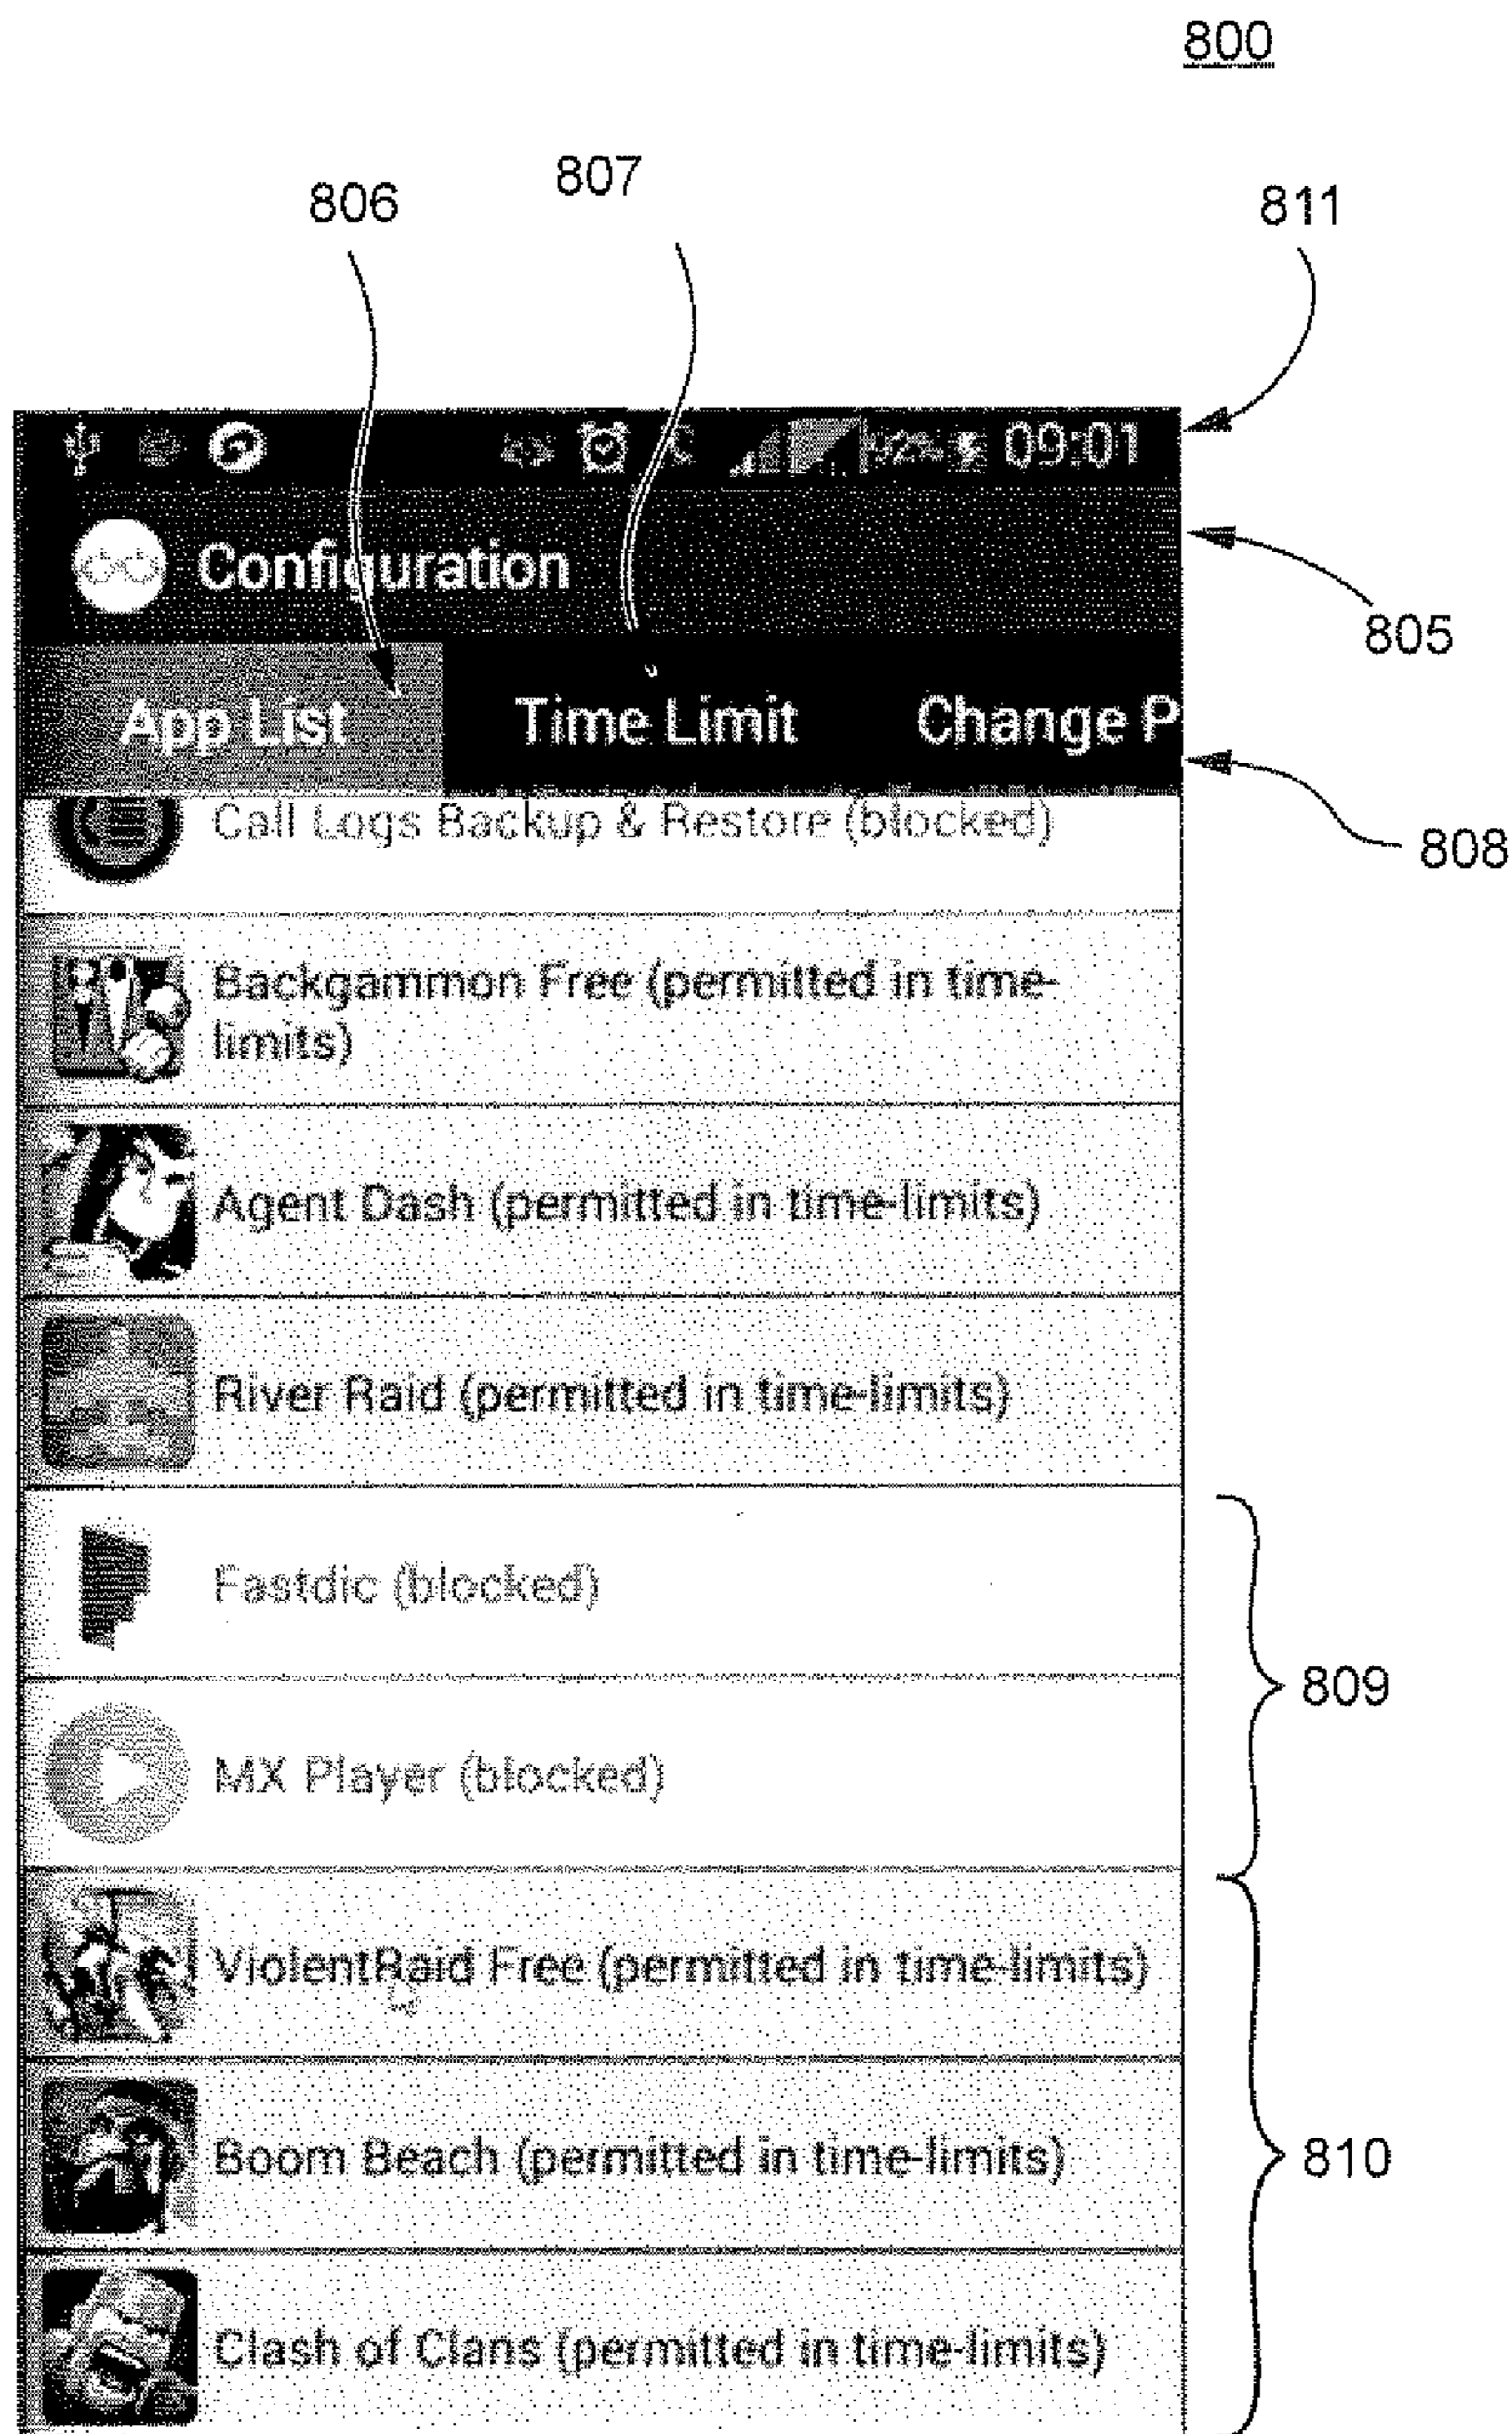 800
807
806
811
92% 09:01
Configuration
805
App List Time Limit Change P
808
Call Logs Backup & Restore (blocked)
Backgammon Free (permitted in time-
limits)
Agent Dash (permitted in time-limits)
River Raid (permitted in time-limits)
Fastdic (blocked)
809
MX Player (blocked)
ViolentRaid Free (permitted in time-limits)
Boom Beach (permitted in time-limits)
810
Clash of Clans (permitted in time-limits)